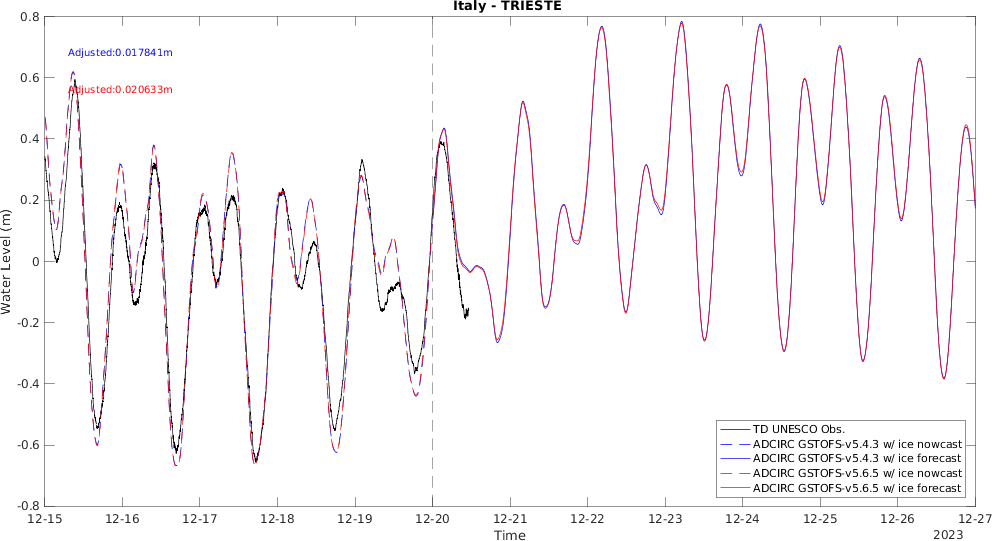 Italy - TRIESTE
Adjusted:0.017841m
Adjusted:0.020633m
Water Level (m)
0.8
0.6
0.4
0.2
0
-0.2
-0.4
-0.6
-0.8
TD UNESCO Obs.
ADCIRC GSTOFS-v5.4.3 w/ ice nowcast
ADCIRC GSTOFS-v5.4.3 w/ ice forecast
ADCIRC GSTOFS-v5.6.5 w/ ice nowcast
ADCIRC GSTOFS-v5.6.5 w/ ice forecast
12-15 12-16 12-17 12-18 12-19 12-20 12-21 12-22 12-23 12-24 12-25 12-26 12-27
Time
2023